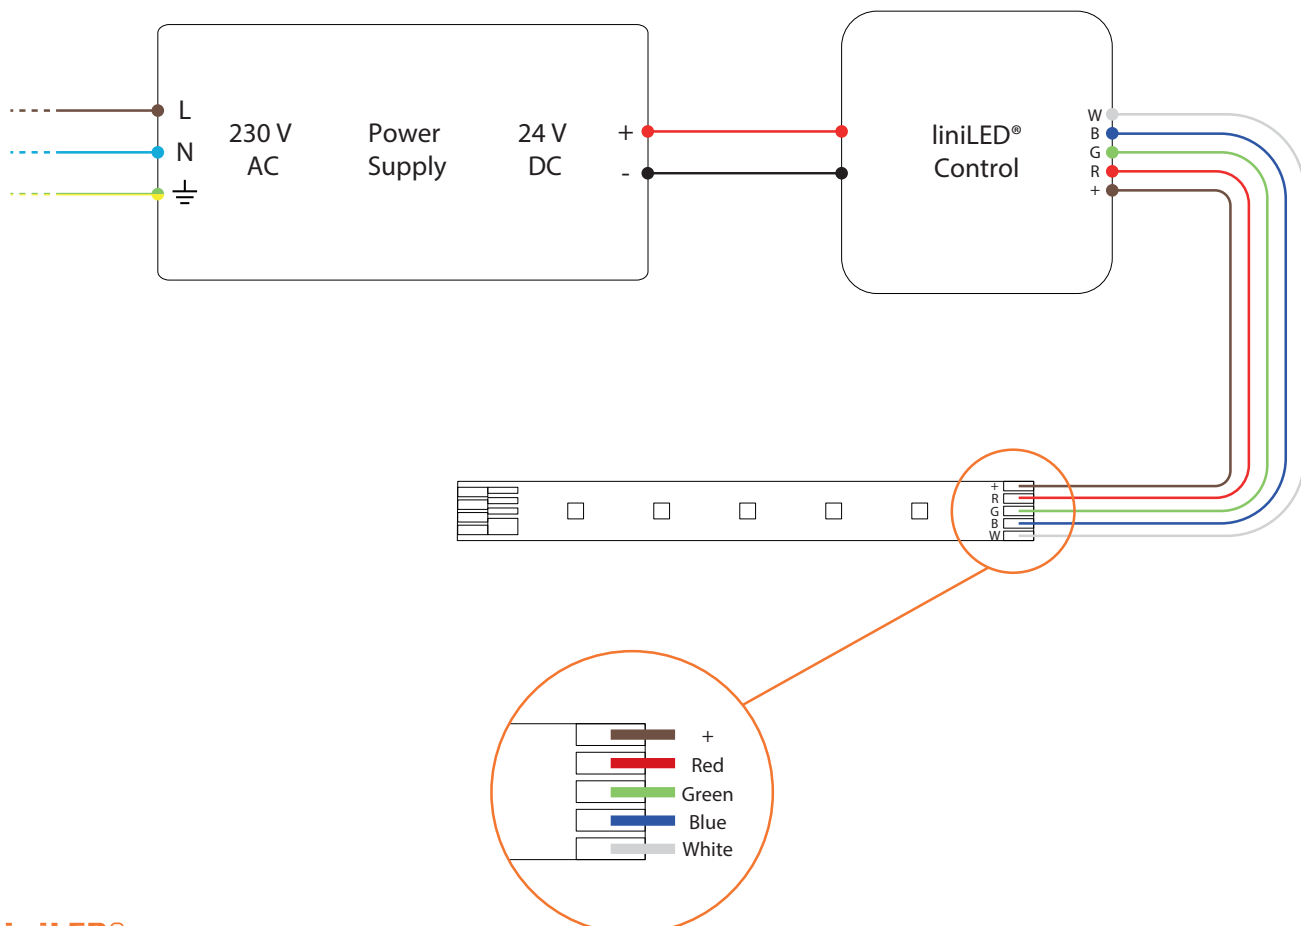 L
N
230 V
AC
Power
Supply
24 V
DC
+
-
liniLED®
Control
W
B
G
R
+
+
R
G
B
W
+
Red
Green
Blue
White